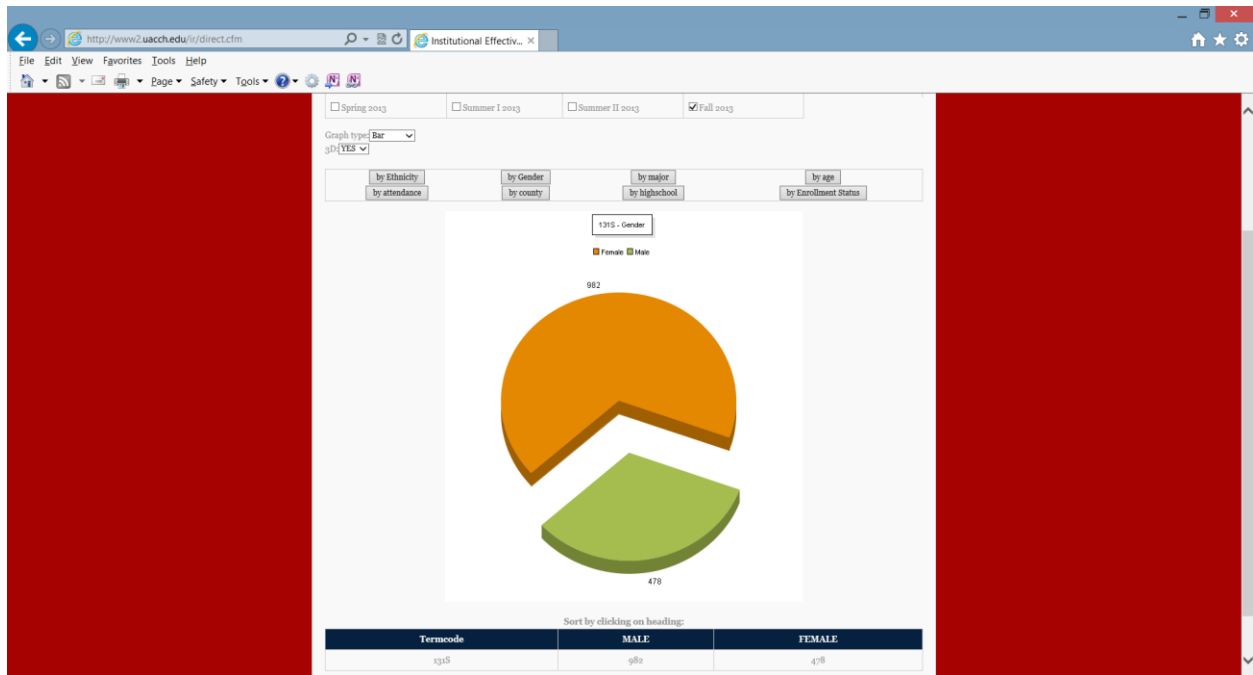 http://www2.uacch.edu/ir/direct.cfm
Institutional Effectiv... ×
File Edit View Favorites Tools Help
Page Safety Tools
Spring 2013 Summer I 2013 Summer II 2013 Fall 2013
Graph type: Bar
3D: YES
by Ethnicity by Gender by major by age
by attendance by county by highschool by Enrollment Status
131S - Gender
Female Male
982
478
Sort by clicking on heading:
Termcode MALE FEMALE
131S 982 478